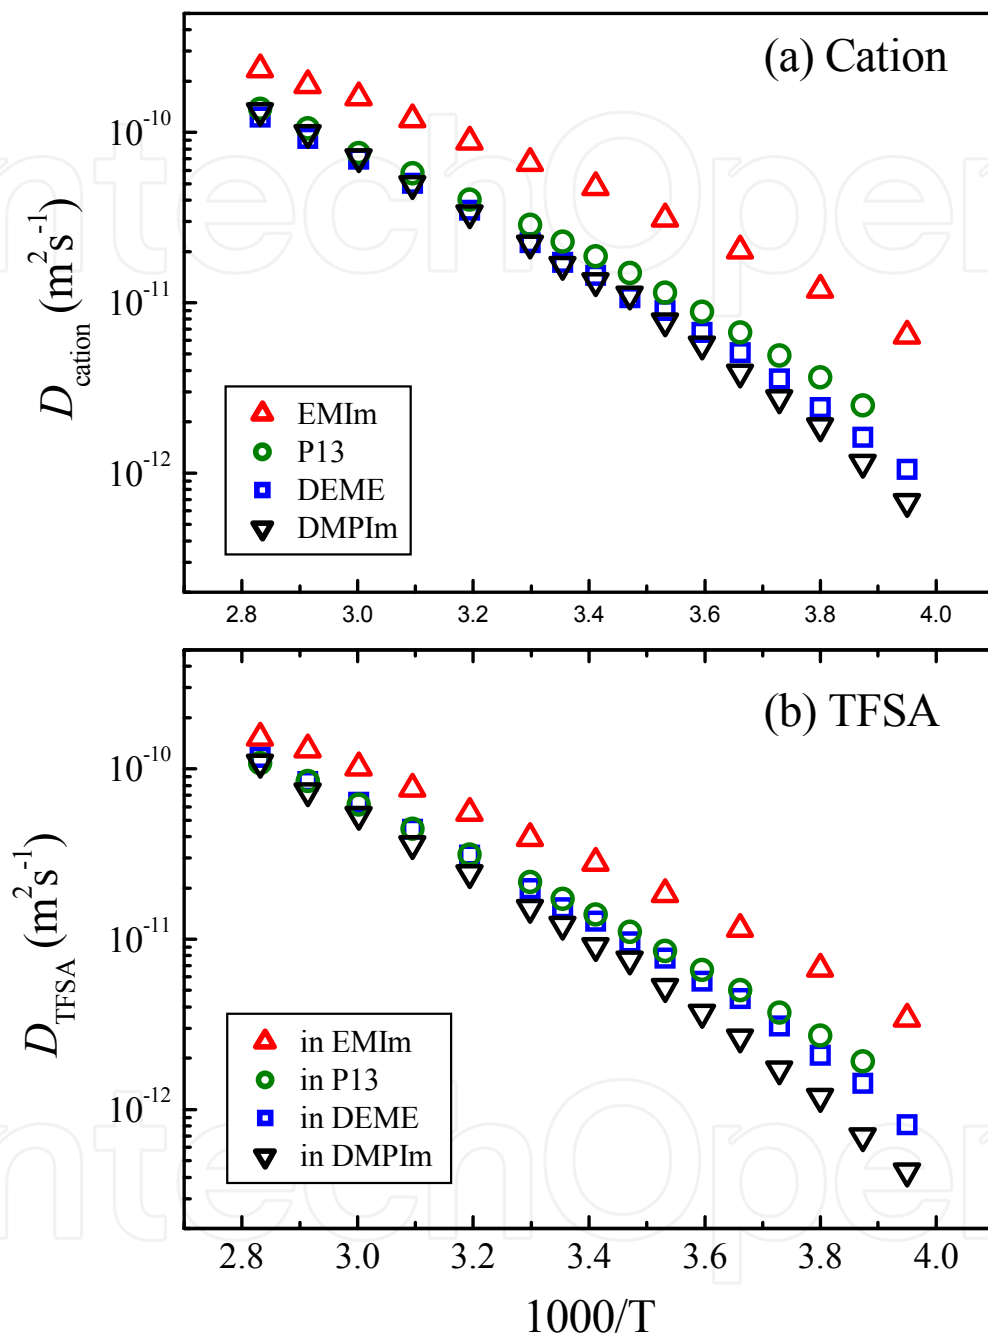 (a) Cation
10⁻¹⁰
10⁻¹¹
10⁻¹²
D_cation (m²s⁻¹)
EMIm
P13
DEME
DMPIm
2.8 3.0 3.2 3.4 3.6 3.8 4.0
(b) TFSA
10⁻¹⁰
10⁻¹¹
10⁻¹²
D_TFSA (m²s⁻¹)
in EMIm
in P13
in DEME
in DMPIm
2.8 3.0 3.2 3.4 3.6 3.8 4.0
1000/T